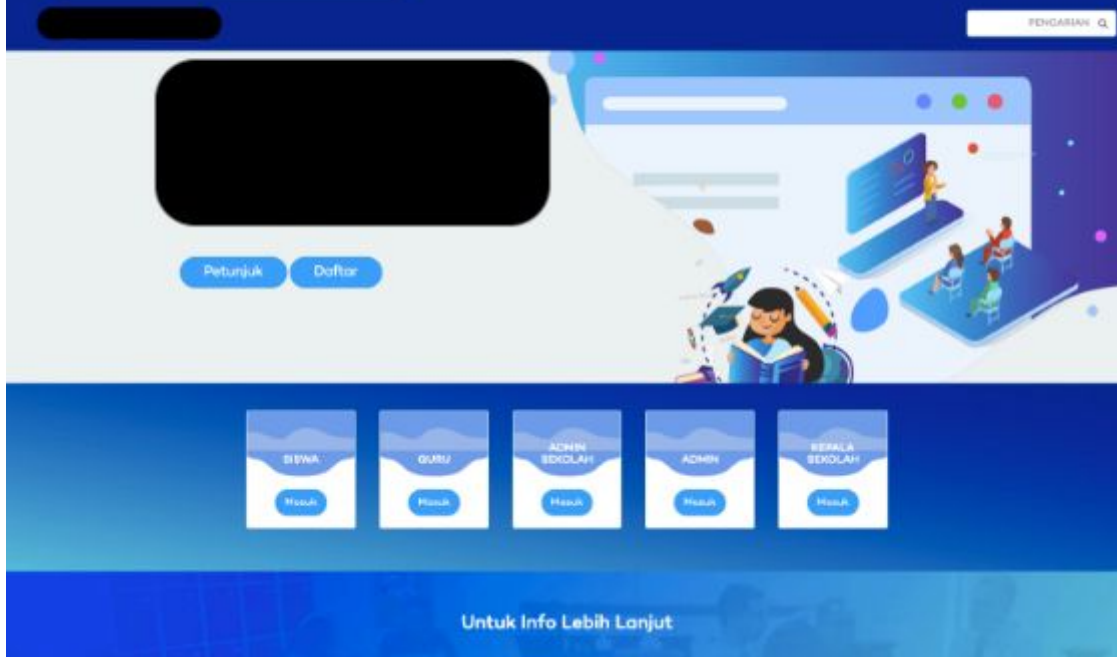 PENCARIAN
Petunjuk
Daftar
SISWA
GURU
ADMIN
SEKOLAH
ADMIN
KEPALA
SEKOLAH
Masuk
Masuk
Masuk
Masuk
Masuk
Untuk Info Lebih Lanjut